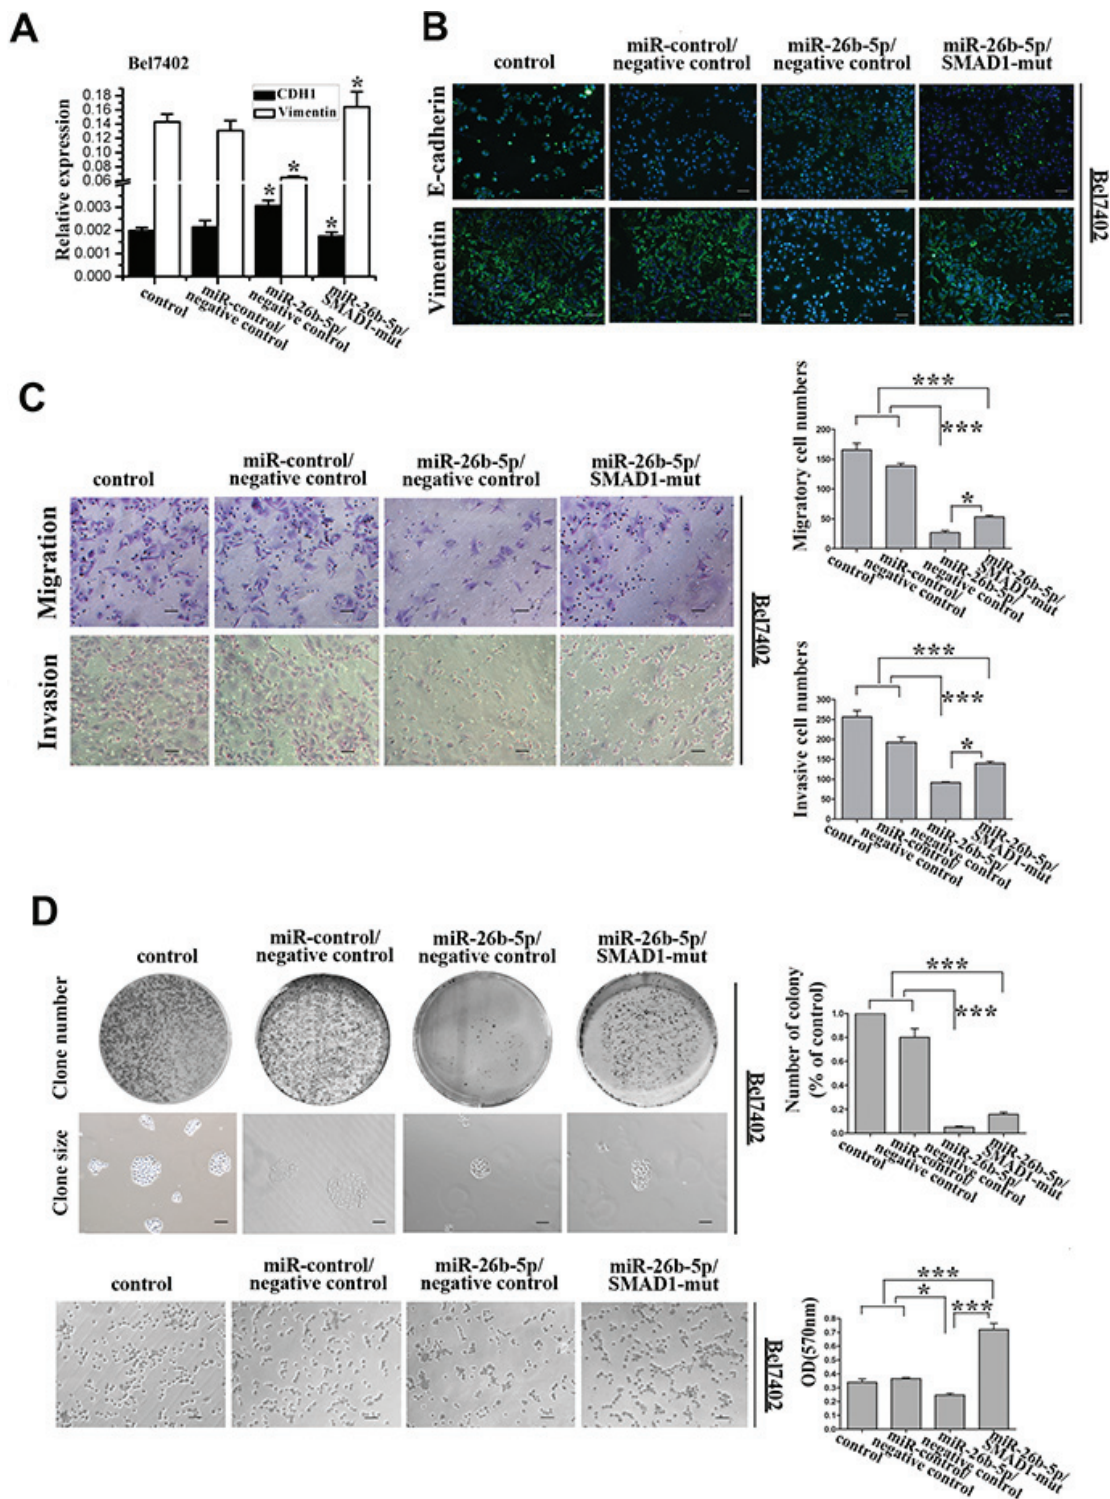 A
Bel7402
CDH1
Vimentin
*
*
*
*
Relative expression
0.18
0.16
0.14
0.12
0.10
0.08
0.06
0.003
0.002
0.001
0.000
control
miR-control/
negative control
miR-26b-5p/
negative control
miR-26b-5p/
SMAD1-mut
B
control
miR-control/
negative control
miR-26b-5p/
negative control
miR-26b-5p/
SMAD1-mut
E-cadherin
Vimentin
Bel7402
C
control
miR-control/
negative control
miR-26b-5p/
negative control
miR-26b-5p/
SMAD1-mut
Migration
Invasion
Bel7402
Migratory cell numbers
***
***
*
200
150
100
50
0
control
miR-control/
negative control
miR-26b-5p/
negative control
miR-26b-5p/
SMAD1-mut
Invasive cell numbers
***
***
*
300
250
200
150
100
50
0
control
miR-control/
negative control
miR-26b-5p/
negative control
miR-26b-5p/
SMAD1-mut
D
control
miR-control/
negative control
miR-26b-5p/
negative control
miR-26b-5p/
SMAD1-mut
Clone number
Clone size
Bel7402
Number of colony
(% of control)
***
***
1.0
0.8
0.6
0.4
0.2
0.0
control
miR-control/
negative control
miR-26b-5p/
negative control
miR-26b-5p/
SMAD1-mut
control
miR-control/
negative control
miR-26b-5p/
negative control
miR-26b-5p/
SMAD1-mut
Bel7402
OD(570nm)
***
*
***
0.8
0.7
0.6
0.5
0.4
0.3
0.2
0.1
0.0
control
miR-control/
negative control
miR-26b-5p/
negative control
miR-26b-5p/
SMAD1-mut